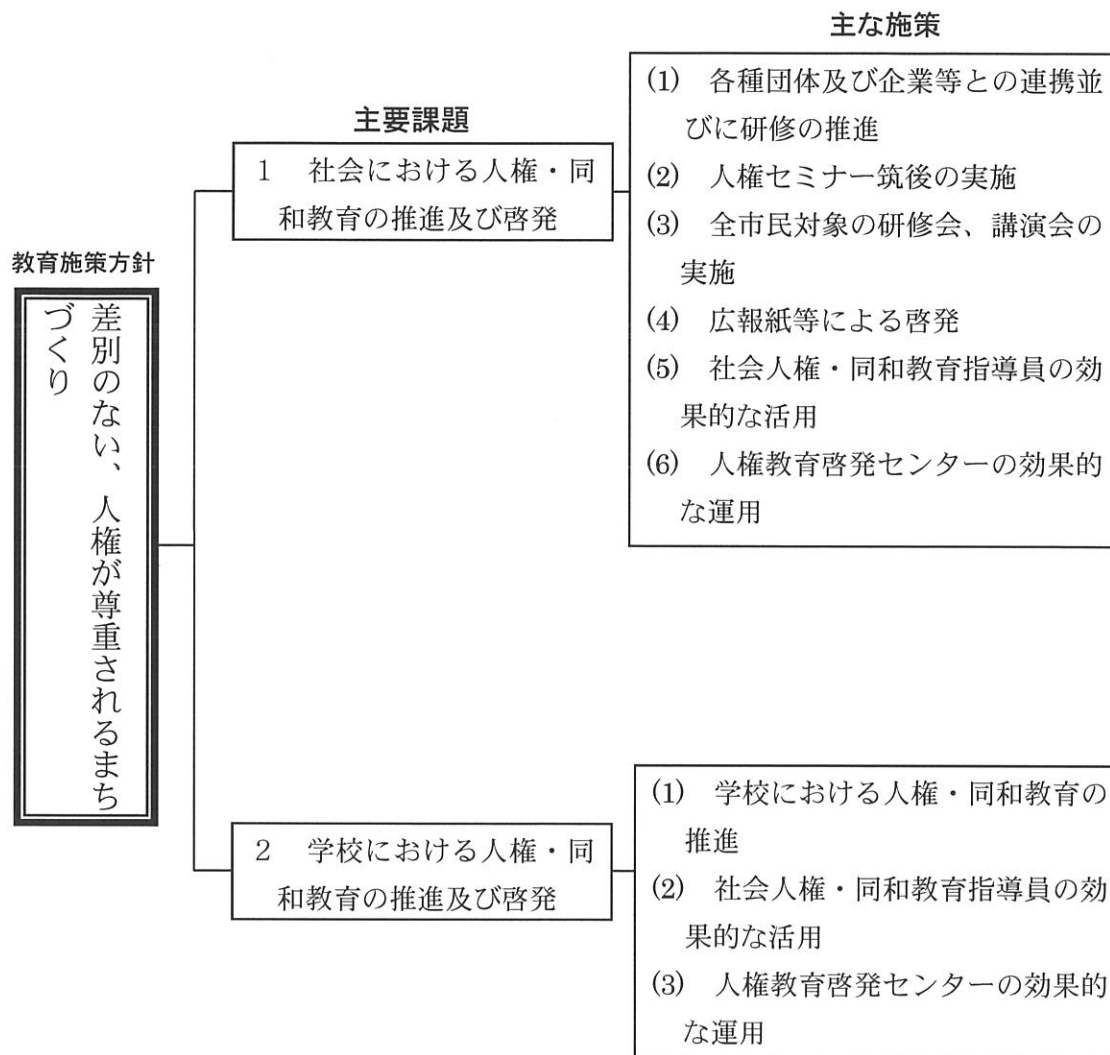 主な施策
主要課題
教育施策方針
差別のない、人権が尊重されるまち
づくり
1　社会における人権・同
和教育の推進及び啓発
(1)　各種団体及び企業等との連携並
びに研修の推進
(2)　人権セミナー筑後の実施
(3)　全市民対象の研修会、講演会の
実施
(4)　広報紙等による啓発
(5)　社会人権・同和教育指導員の効
果的な活用
(6)　人権教育啓発センターの効果的
な運用
2　学校における人権・同
和教育の推進及び啓発
(1)　学校における人権・同和教育の
推進
(2)　社会人権・同和教育指導員の効
果的な活用
(3)　人権教育啓発センターの効果的
な運用